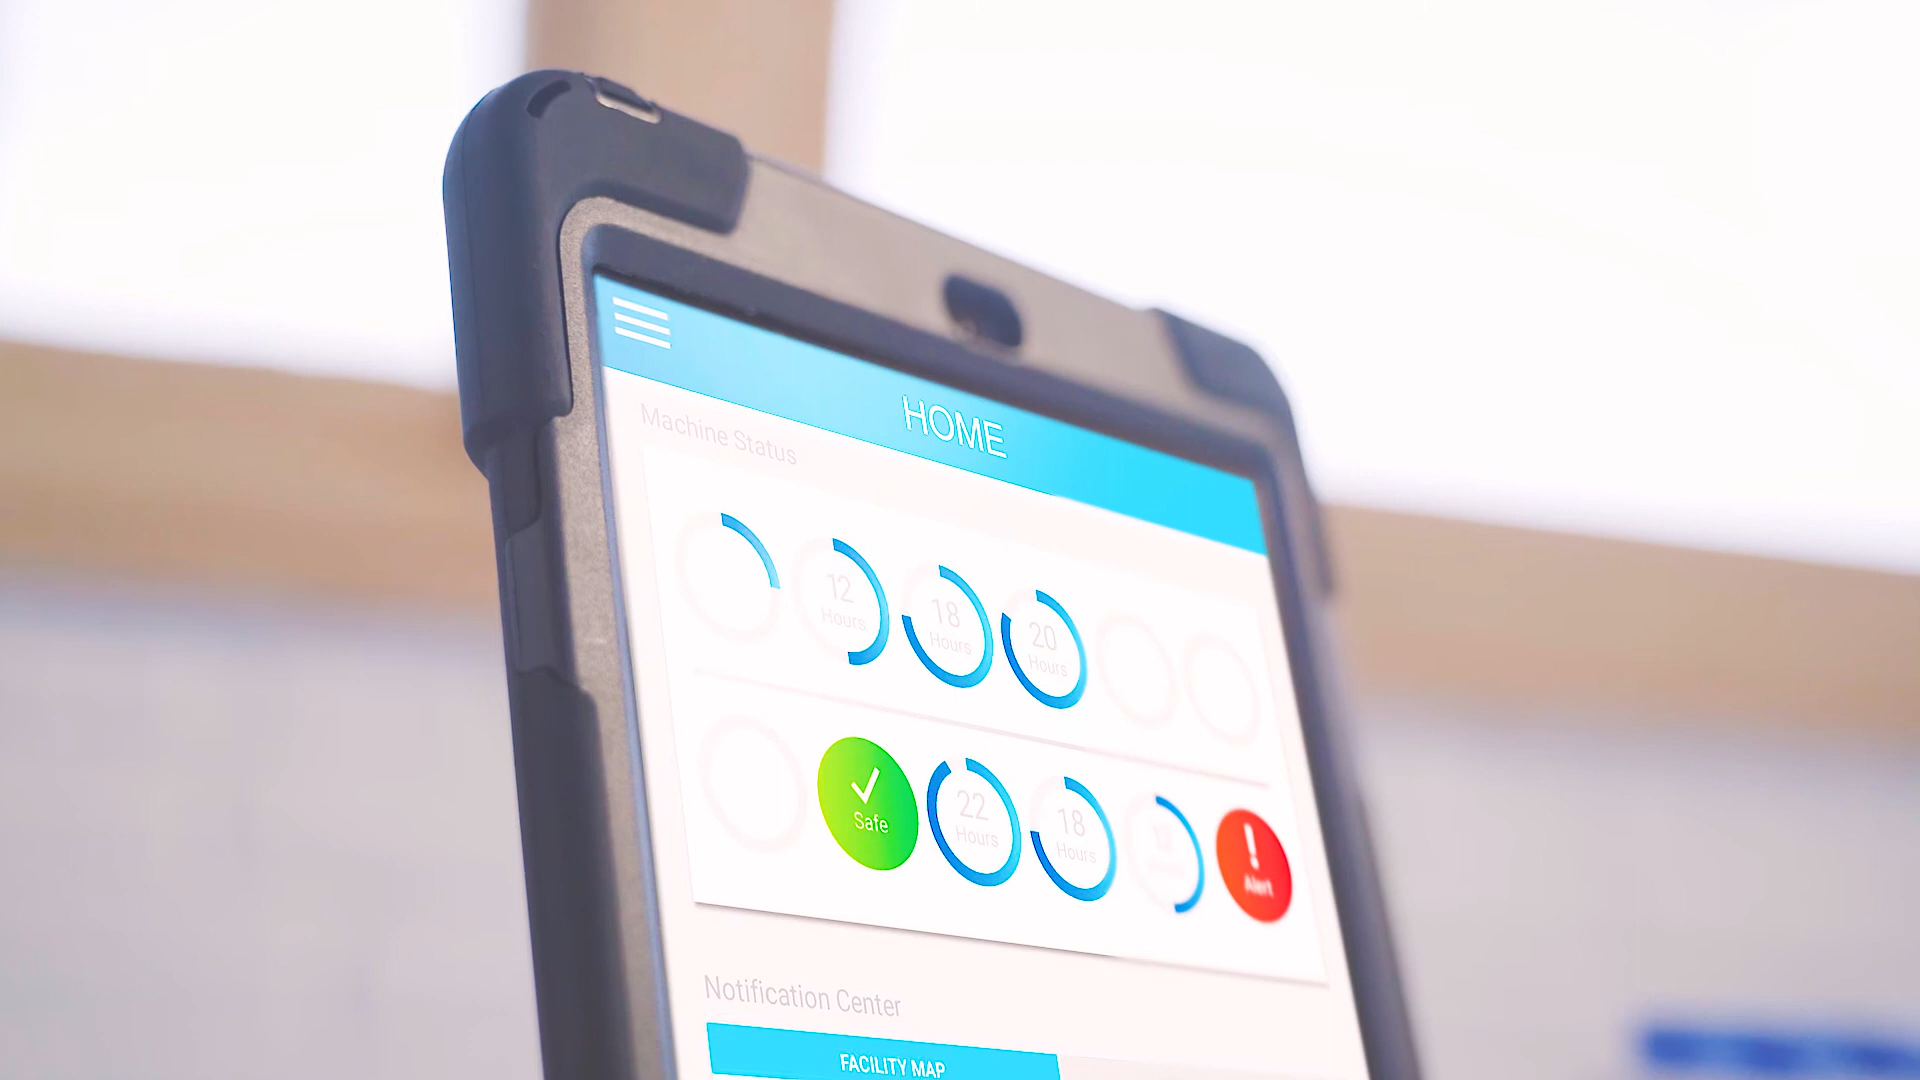 HOME
Machine Status
12
Hours
18
Hours
20
Hours
Safe
22
Hours
18
Hours
Alert
Notification Center
FACILITY MAP